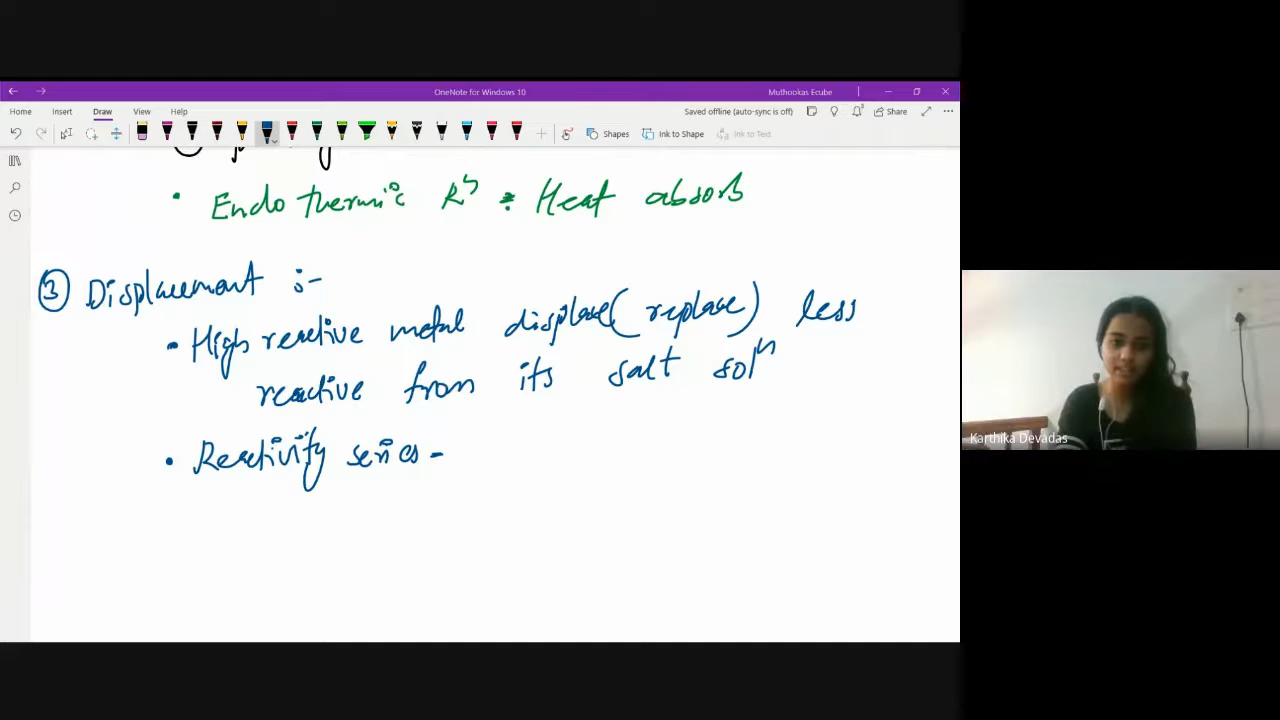 OneNote for Windows 10
Muthookas Ecube
Home Insert Draw View Help
Saved offline (auto-sync is off)
Share
Shapes
Ink to Shape
Ink to Text
• Endo thermic Rⁿ : Heat absorb
③ Displacement :-
• High reactive metal displace (replace) less
reactive from its salt solⁿ
• Reactivity series -
Karthika Devadas